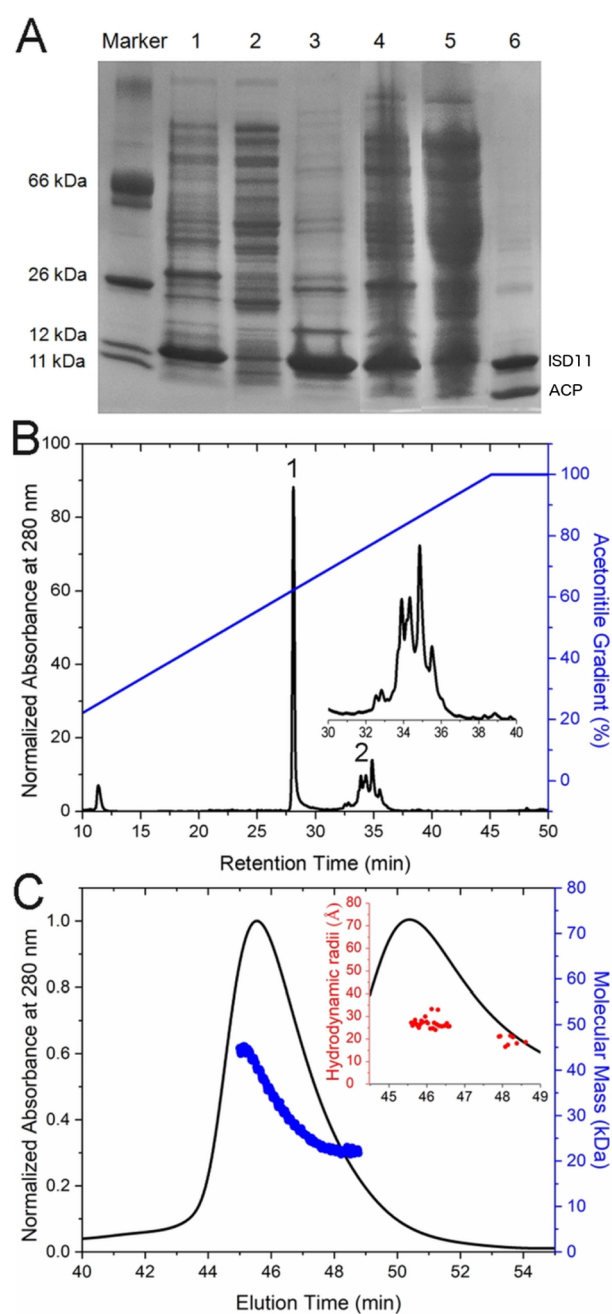 A
Marker 1 2 3 4 5 6
66 kDa
26 kDa
12 kDa
11 kDa
ISD11
ACP
B
Normalized Absorbance at 280 nm
100
80
60
40
20
0
10 15 20 25 30 35 40 45 50
Retention Time (min)
1
2
30 32 34 36 38 40
100
80
60
40
20
0
Acetonitile Gradient (%)
C
Normalized Absorbance at 280 nm
1.0
0.8
0.6
0.4
0.2
0.0
40 42 44 46 48 50 52 54
Elution Time (min)
Hydrodynamic radii (Å)
80
70
60
50
40
30
20
10
0
45 46 47 48 49
80
70
60
50
40
30
20
10
0
Molecular Mass (kDa)